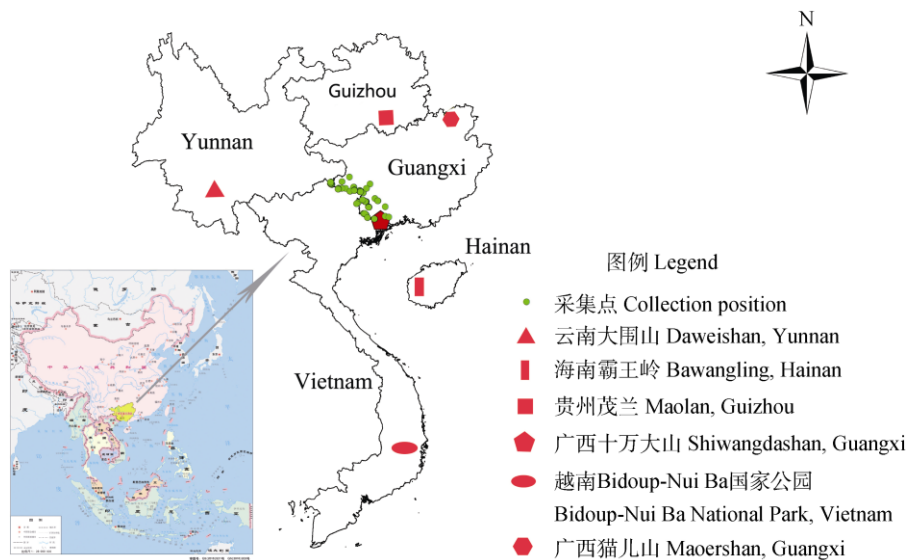 N
Guizhou
Yunnan
Guangxi
Hainan
Vietnam
图例 Legend
采集点 Collection position
云南大围山 Daweishan, Yunnan
海南霸王岭 Bawangling, Hainan
贵州茂兰 Maolan, Guizhou
广西十万大山 Shiwangdashan, Guangxi
越南Bidoup-Nui Ba国家公园
Bidoup-Nui Ba National Park, Vietnam
广西猫儿山 Maoershan, Guangxi